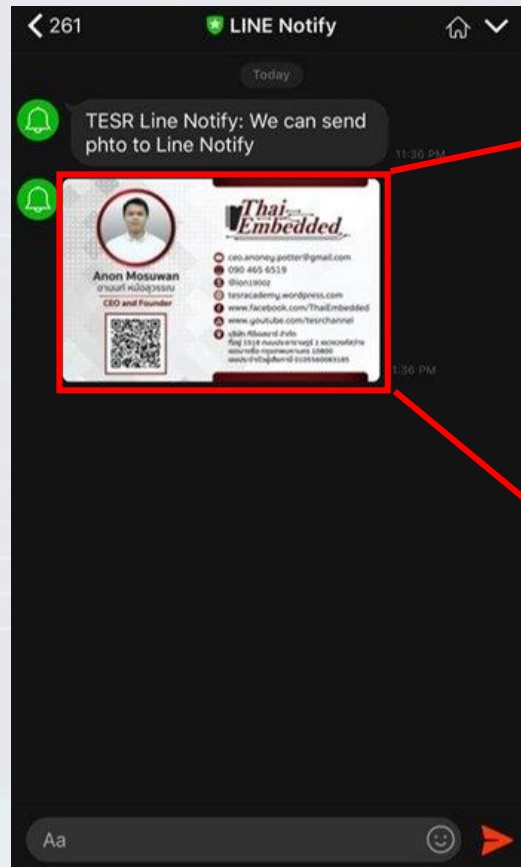 261
LINE Notify
Today
TESR Line Notify: We can send
phto to Line Notify
11:36 PM
Thai
Embedded
Anon Mosuwan
อานนท์ หม้อสุวรรณ
CEO and Founder
ceo.anoney.potter@gmail.com
090 465 6519
@ion1900z
tesracademy.wordpress.com
www.facebook.com/ThaiEmbedded
www.youtube.com/tesrchannel
1:36 PM
Aa